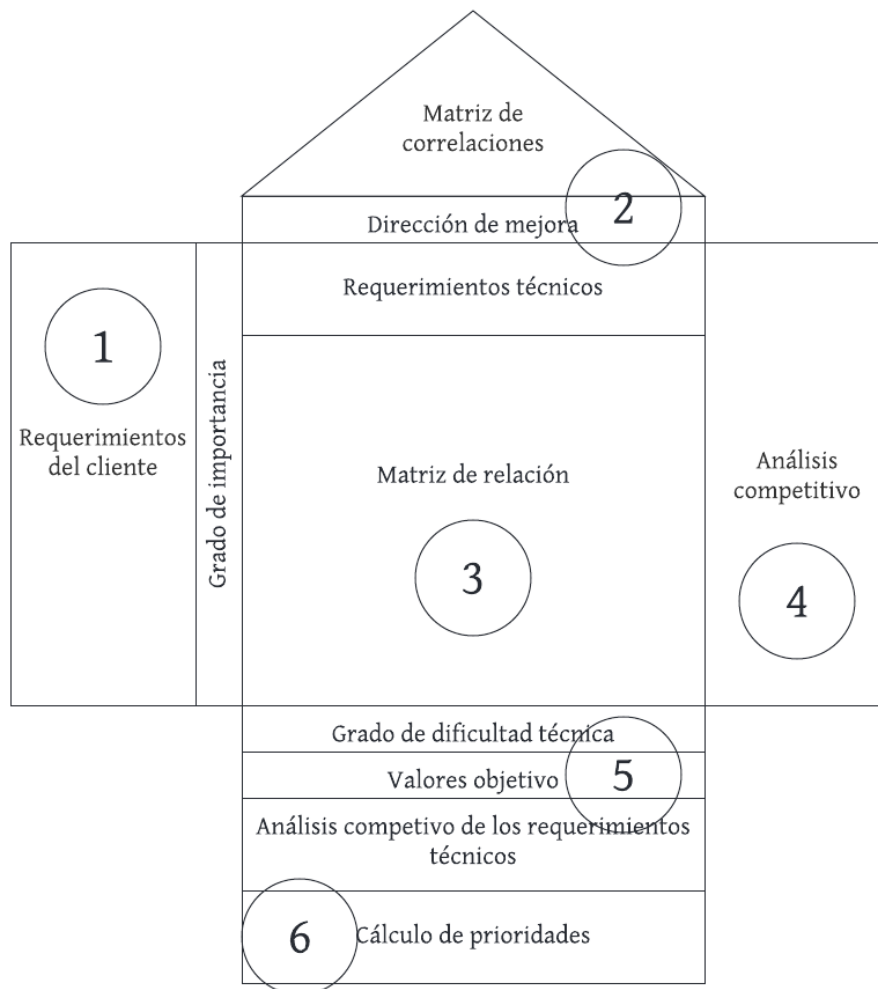 Matriz de
correlaciones
2
Dirección de mejora
Requerimientos técnicos
1
Requerimientos
del cliente
Grado de importancia
Matriz de relación
3
Análisis
competitivo
4
Grado de dificultad técnica
5
Valores objetivo
Análisis competivo de los requerimientos
técnicos
6
Cálculo de prioridades